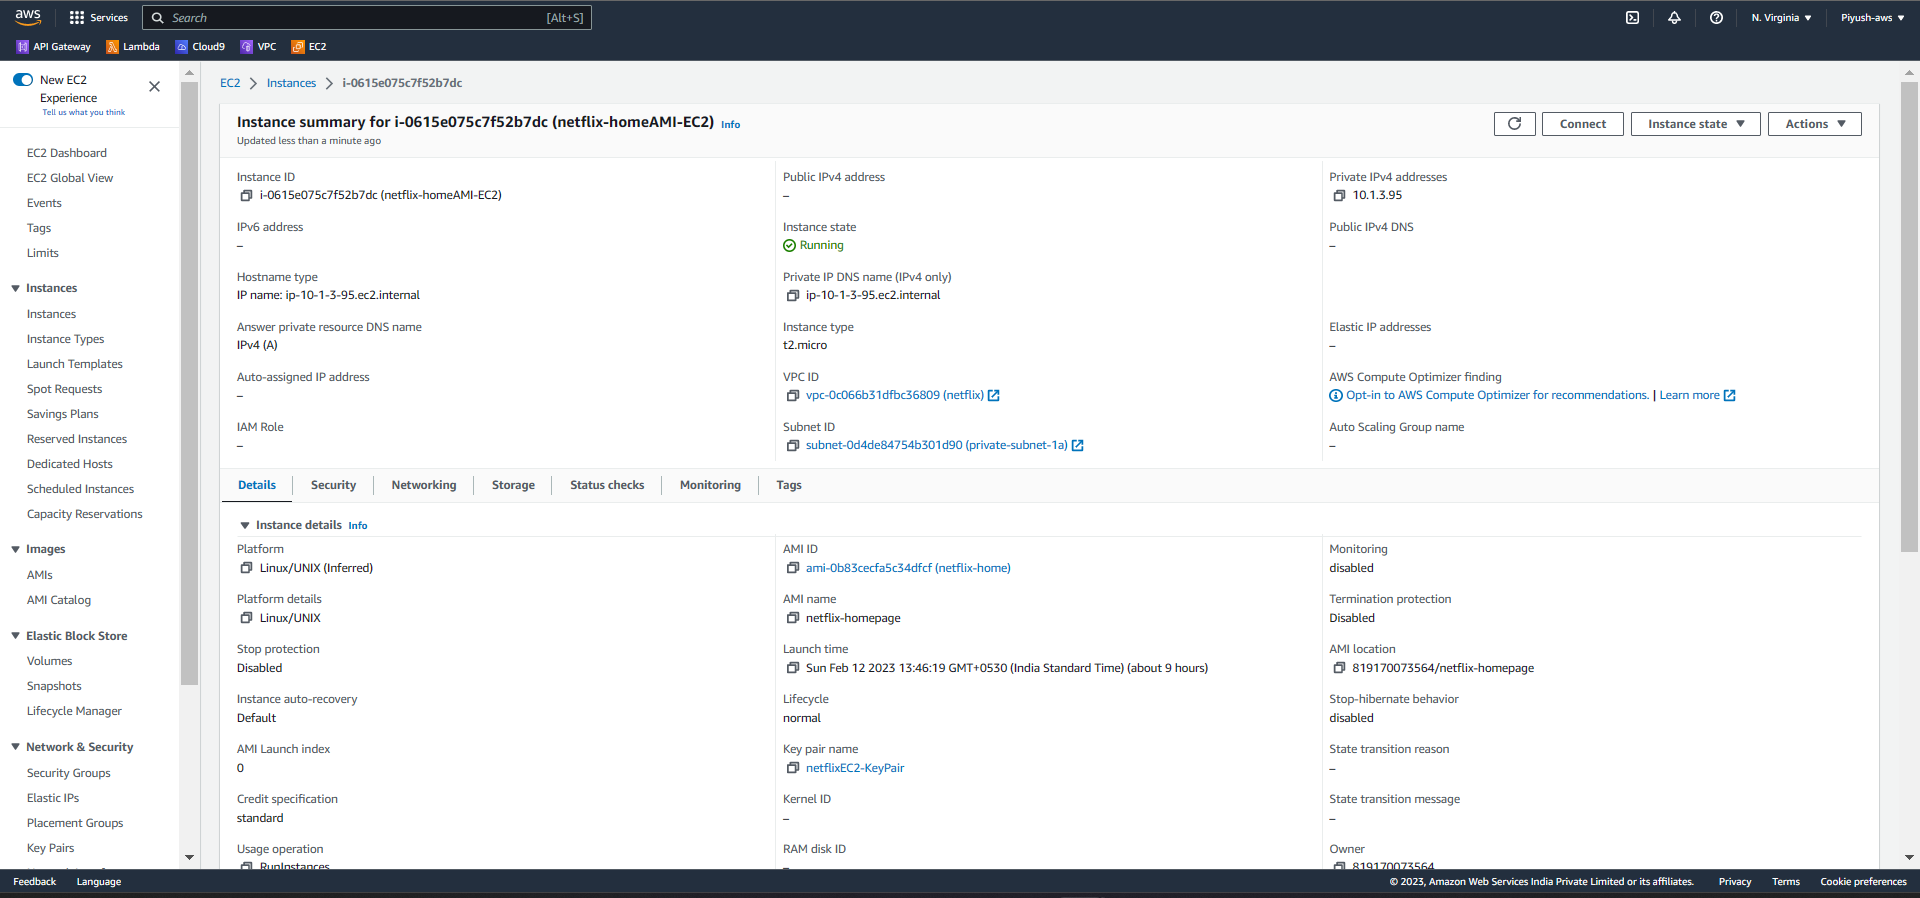 aws Services Search [Alt+S] N. Virginia Piyush-aws
API Gateway Lambda Cloud9 VPC EC2
New EC2
Experience
Tell us what you think
EC2 Dashboard
EC2 Global View
Events
Tags
Limits
Instances
Instances
Instance Types
Launch Templates
Spot Requests
Savings Plans
Reserved Instances
Dedicated Hosts
Scheduled Instances
Capacity Reservations
Images
AMIs
AMI Catalog
Elastic Block Store
Volumes
Snapshots
Lifecycle Manager
Network & Security
Security Groups
Elastic IPs
Placement Groups
Key Pairs
EC2 Instances i-0615e075c7f52b7dc
Instance summary for i-0615e075c7f52b7dc (netflix-homeAMI-EC2) Info
Updated less than a minute ago
Connect Instance state Actions
Instance ID
i-0615e075c7f52b7dc (netflix-homeAMI-EC2)
Public IPv4 address
–
Private IPv4 addresses
10.1.3.95
IPv6 address
–
Instance state
Running
Public IPv4 DNS
–
Hostname type
IP name: ip-10-1-3-95.ec2.internal
Private IP DNS name (IPv4 only)
ip-10-1-3-95.ec2.internal
Answer private resource DNS name
IPv4 (A)
Instance type
t2.micro
Elastic IP addresses
–
Auto-assigned IP address
–
VPC ID
vpc-0c066b31dfbc36809 (netflix)
AWS Compute Optimizer finding
Opt-in to AWS Compute Optimizer for recommendations. | Learn more
IAM Role
–
Subnet ID
subnet-0d4de84754b301d90 (private-subnet-1a)
Auto Scaling Group name
–
Details Security Networking Storage Status checks Monitoring Tags
Instance details Info
Platform
Linux/UNIX (Inferred)
AMI ID
ami-0b83cecfa5c34dfcf (netflix-home)
Monitoring
disabled
Platform details
Linux/UNIX
AMI name
netflix-homepage
Termination protection
Disabled
Stop protection
Disabled
Launch time
Sun Feb 12 2023 13:46:19 GMT+0530 (India Standard Time) (about 9 hours)
AMI location
819170073564/netflix-homepage
Instance auto-recovery
Default
Lifecycle
normal
Stop-hibernate behavior
disabled
AMI Launch index
0
Key pair name
netflixEC2-KeyPair
State transition reason
–
Credit specification
standard
Kernel ID
–
State transition message
–
Usage operation
RunInstances
RAM disk ID
–
Owner
819170073564
Feedback Language © 2023, Amazon Web Services India Private Limited or its affiliates. Privacy Terms Cookie preferences